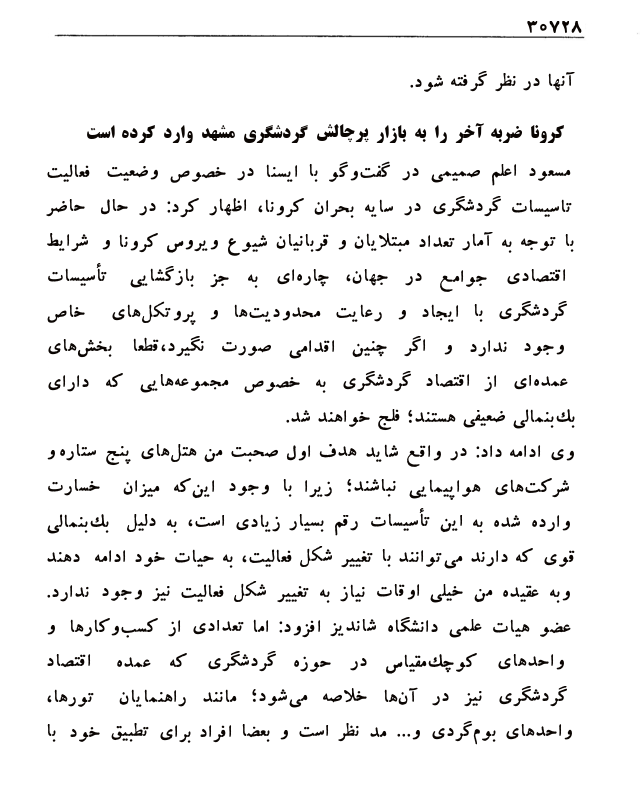 ۳۰۷۲۸
آنها در نظر گرفته شود.
کرونا ضربه آخر را به بازار پرچالش گردشگری مشهد وارد کرده است
مسعود اعلم صمیمی در گفت‌وگو با ایسنا در خصوص وضعیت فعالیت
تاسیسات گردشگری در سایه بحران کرونا، اظهار کرد: در حال حاضر
با توجه به آمار تعداد مبتلایان و قربانیان شیوع ویروس کرونا و شرایط
اقتصادی جوامع در جهان، چاره‌ای به جز بازگشایی تأسیسات
گردشگری با ایجاد و رعایت محدودیت‌ها و پروتکل‌های خاص
وجود ندارد و اگر چنین اقدامی صورت نگیرد،قطعا بخش‌های
عمده‌ای از اقتصاد گردشگری به خصوص مجموعه‌هایی که دارای
بك‌بنمالی ضعیفی هستند؛ فلج خواهند شد.
وی ادامه داد: در واقع شاید هدف اول صحبت من هتل‌های پنج ستاره‌و
شرکت‌های هواپیمایی نباشند؛ زیرا با وجود این‌که میزان خسارت
وارده شده به این تأسیسات رقم بسیار زیادی است، به دلیل بك‌بنمالی
قوی که دارند می‌توانند با تغییر شکل فعالیت، به حیات خود ادامه دهند
وبه عقیده من خیلی اوقات نیاز به تغییر شکل فعالیت نیز وجود ندارد.
عضو هیات علمی دانشگاه شاندیز افزود: اما تعدادی از کسب‌وکارها و
واحدهای کوچك‌مقیاس در حوزه گردشگری که عمده اقتصاد
گردشگری نیز در آن‌ها خلاصه می‌شود؛ مانند راهنمایان تورها،
واحدهای بوم‌گردی و... مد نظر است و بعضا افراد برای تطبیق خود با